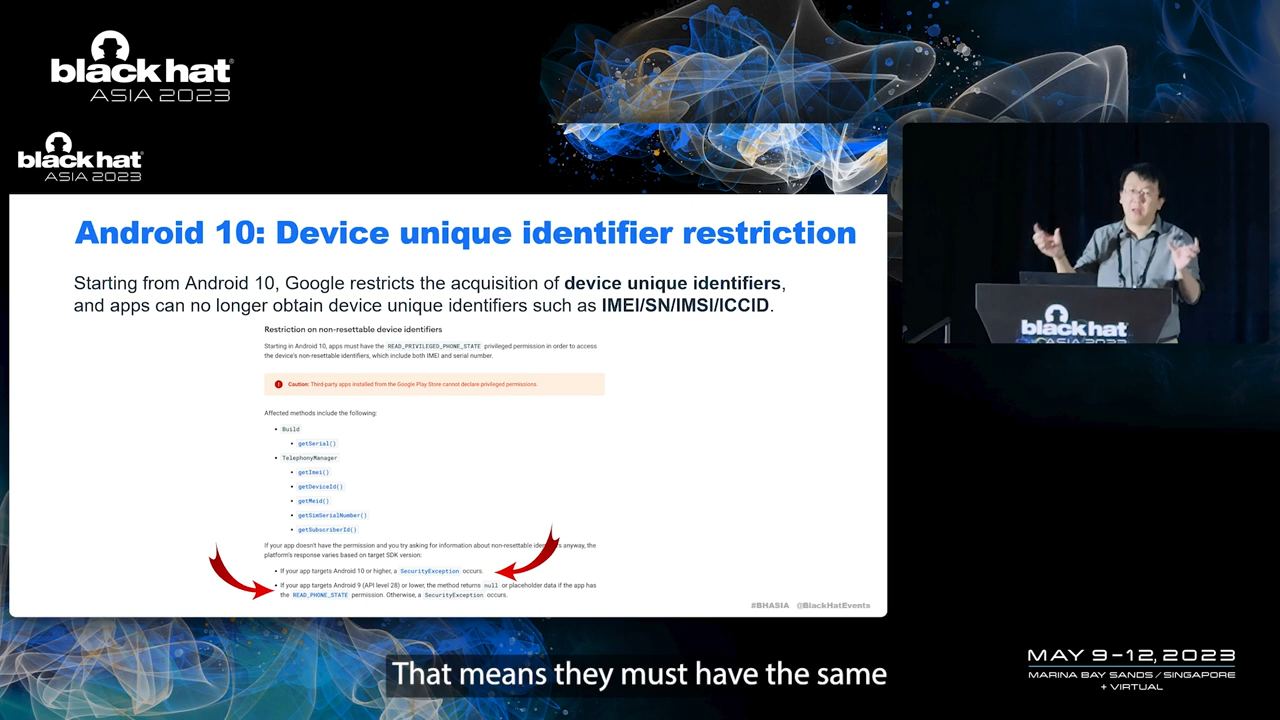 black hat
ASIA 2023
black hat
ASIA 2023
Android 10: Device unique identifier restriction
Starting from Android 10, Google restricts the acquisition of device unique identifiers,
and apps can no longer obtain device unique identifiers such as IMEI/SN/IMSI/ICCID.
Restriction on non-resettable device identifiers
Starting in Android 10, apps must have the READ_PRIVILEGED_PHONE_STATE privileged permission in order to access
the device's non-resettable identifiers, which include both IMEI and serial number.
Caution: Third-party apps installed from the Google Play Store cannot declare privileged permissions.
Affected methods include the following:
• Build
• getSerial()
• TelephonyManager
• getImei()
• getDeviceId()
• getMeid()
• getSimSerialNumber()
• getSubscriberId()
If your app doesn't have the permission and you try asking for information about non-resettable anyway, the
platform's response varies based on target SDK version:
• If your app targets Android 10 or higher, a SecurityException occurs.
• If your app targets Android 9 (API level 28) or lower, the method returns null or placeholder data if the app has
the READ_PHONE_STATE permission. Otherwise, a SecurityException occurs.
#BHASIA @BlackHatEvents
black hat
ASIA 2023
That means they must have the same
MAY 9-12, 2023
MARINA BAY SANDS / SINGAPORE
+ VIRTUAL